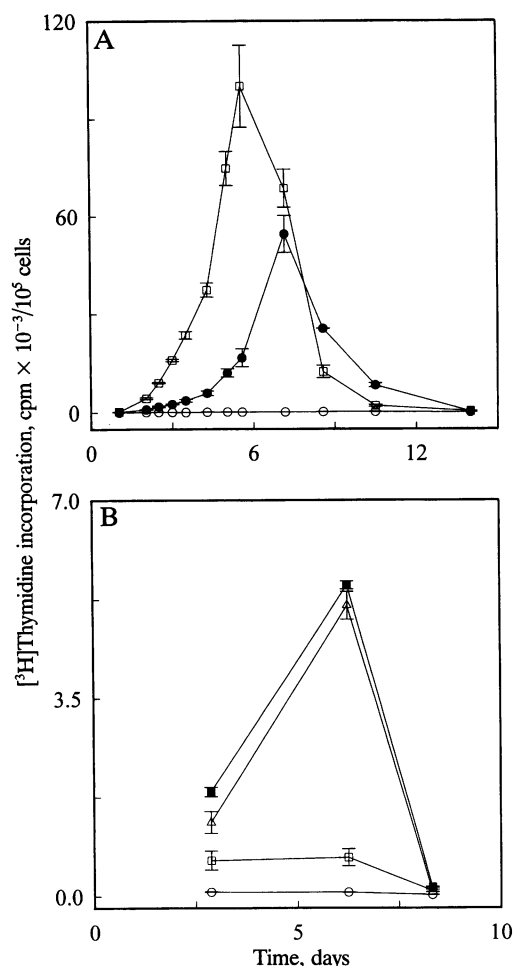 120
A
60
0
0 6 12
[³H]Thymidine incorporation, cpm × 10⁻³/10⁵ cells
7.0
B
3.5
0.0
0 5 10
Time, days